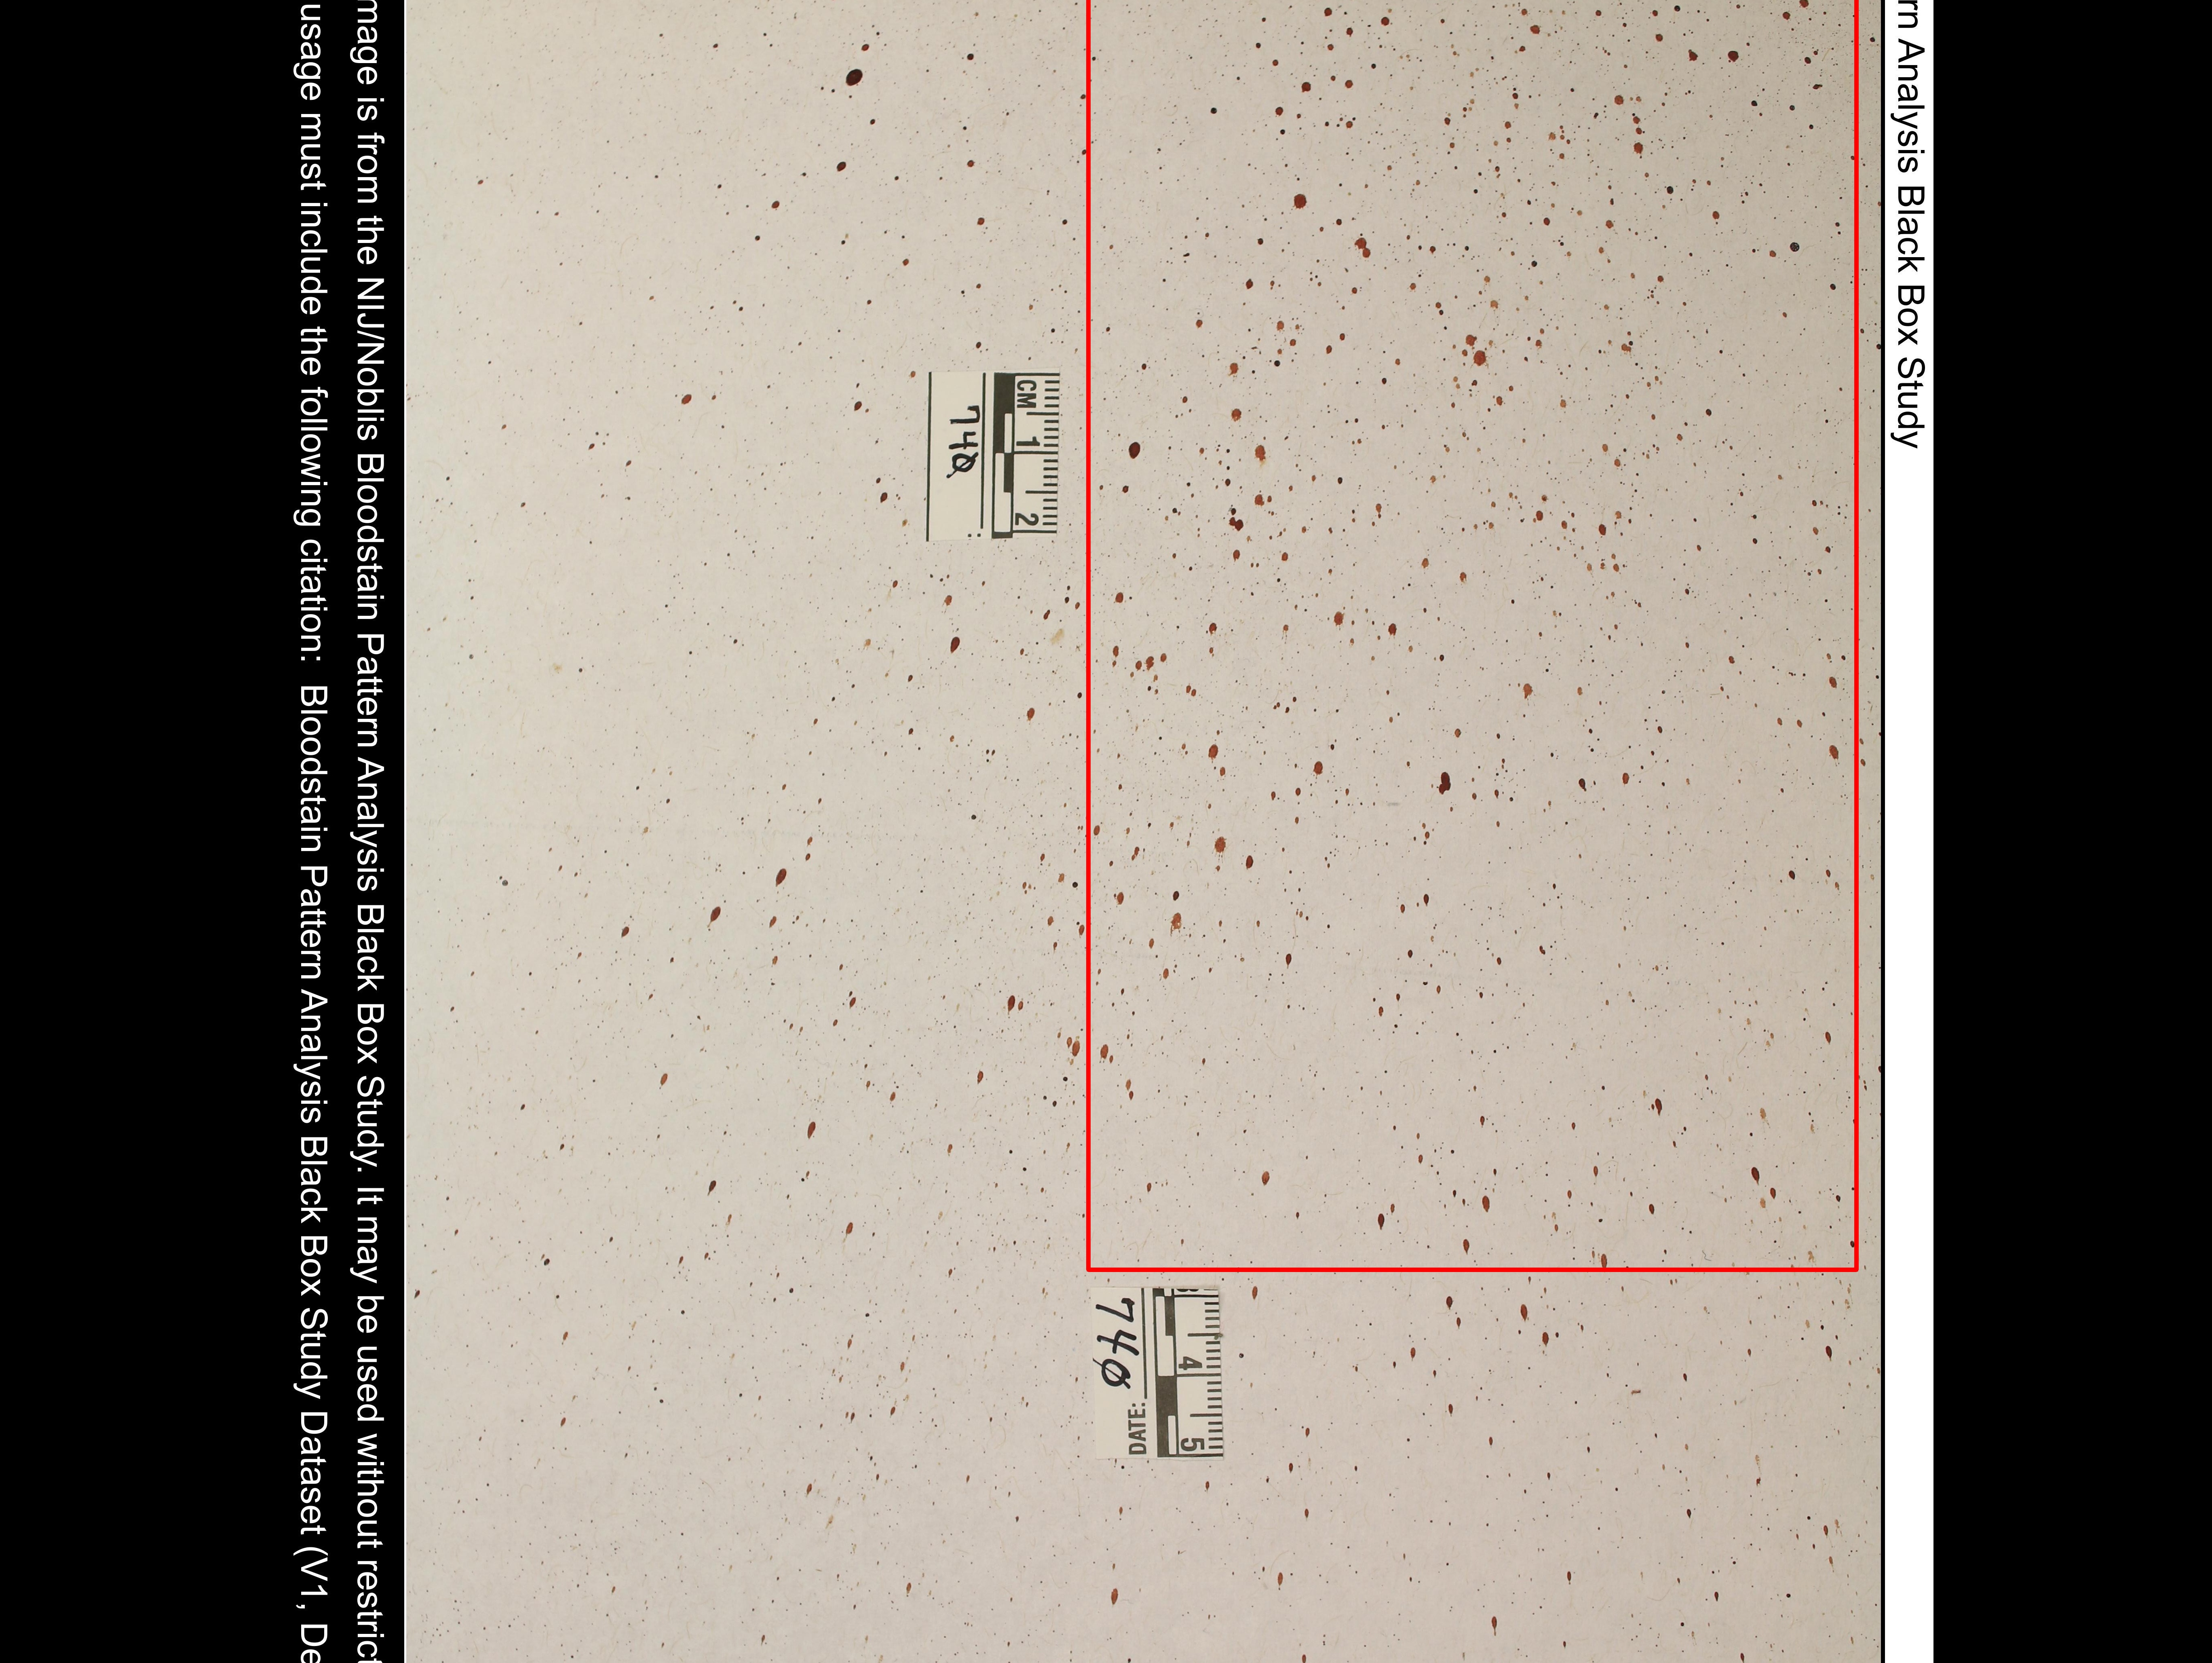 rn Analysis Black Box Study
CM 1 2
740
3 4 5
740
DATE:
mage is from the NIJ/Noblis Bloodstain Pattern Analysis Black Box Study. It may be used without restrict
usage must include the following citation: Bloodstain Pattern Analysis Black Box Study Dataset (V1, De